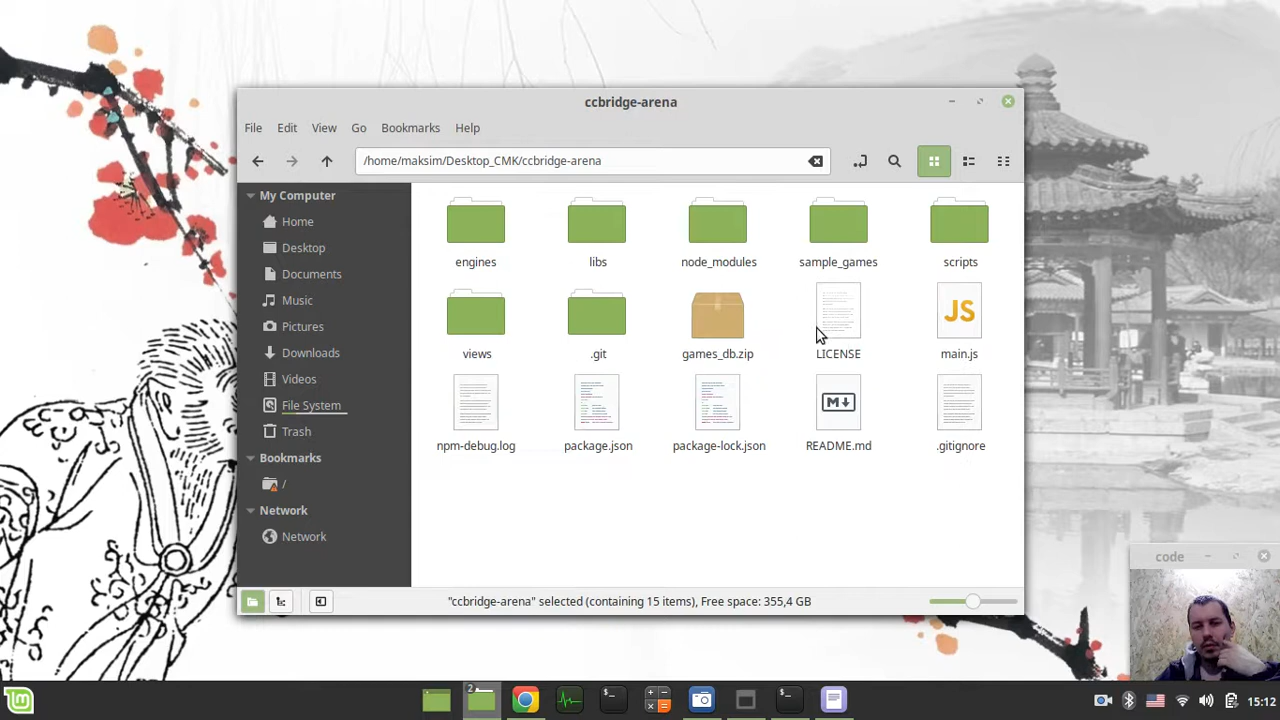 ccbridge-arena
File Edit View Go Bookmarks Help
/home/maksim/Desktop_CMK/ccbridge-arena
My Computer
Home
Desktop
Documents
Music
Pictures
Downloads
Videos
File System
Trash
Bookmarks
/
Network
Network
engines libs node_modules sample_games scripts
JS
views .git games_db.zip LICENSE main.js
M
npm-debug.log package.json package-lock.json README.md .gitignore
"ccbridge-arena" selected (containing 15 items), Free space: 355,4 GB
code
2
15:12